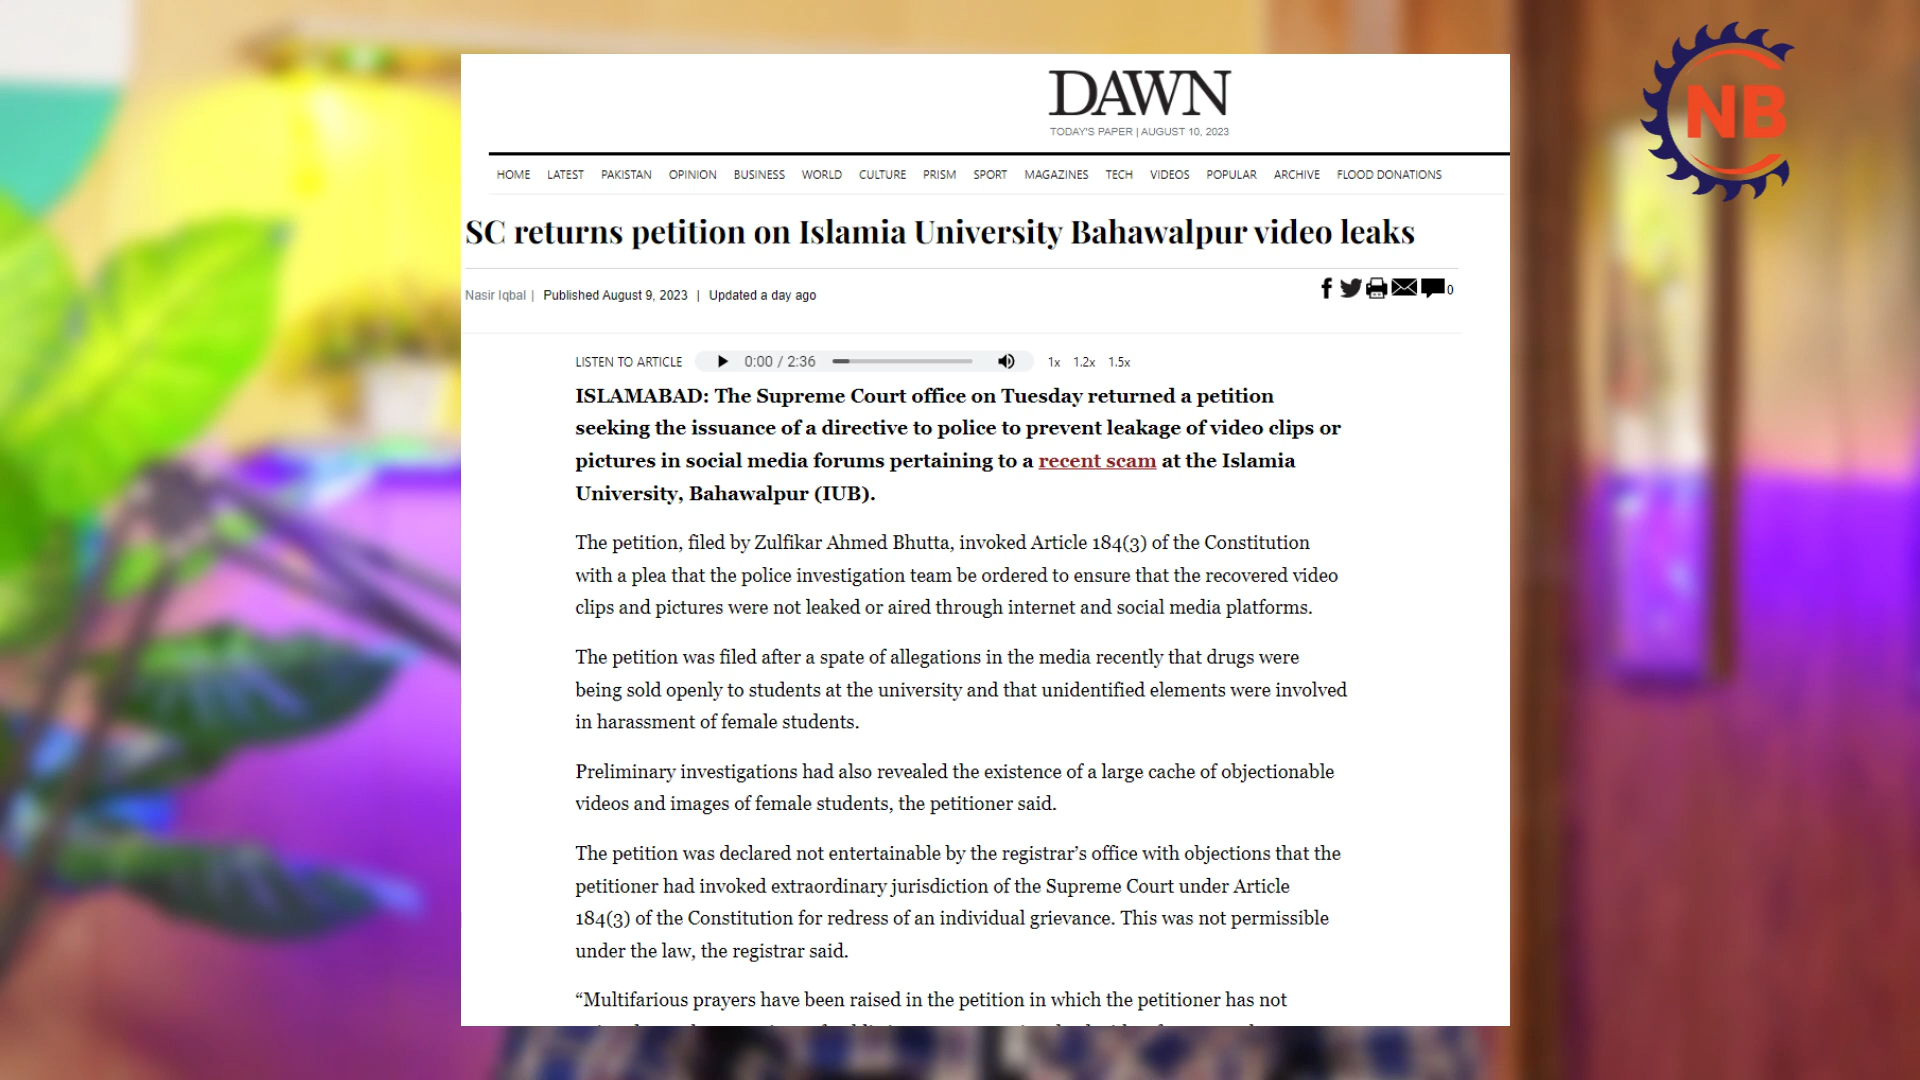 DAWN
TODAY'S PAPER | AUGUST 10, 2023
NB
HOME LATEST PAKISTAN OPINION BUSINESS WORLD CULTURE PRISM SPORT MAGAZINES TECH VIDEOS POPULAR ARCHIVE FLOOD DONATIONS
SC returns petition on Islamia University Bahawalpur video leaks
Nasir Iqbal | Published August 9, 2023 | Updated a day ago
0
LISTEN TO ARTICLE 0:00 / 2:36 1x 1.2x 1.5x
ISLAMABAD: The Supreme Court office on Tuesday returned a petition
seeking the issuance of a directive to police to prevent leakage of video clips or
pictures in social media forums pertaining to a recent scam at the Islamia
University, Bahawalpur (IUB).
The petition, filed by Zulfikar Ahmed Bhutta, invoked Article 184(3) of the Constitution
with a plea that the police investigation team be ordered to ensure that the recovered video
clips and pictures were not leaked or aired through internet and social media platforms.
The petition was filed after a spate of allegations in the media recently that drugs were
being sold openly to students at the university and that unidentified elements were involved
in harassment of female students.
Preliminary investigations had also revealed the existence of a large cache of objectionable
videos and images of female students, the petitioner said.
The petition was declared not entertainable by the registrar’s office with objections that the
petitioner had invoked extraordinary jurisdiction of the Supreme Court under Article
184(3) of the Constitution for redress of an individual grievance. This was not permissible
under the law, the registrar said.
“Multifarious prayers have been raised in the petition in which the petitioner has not